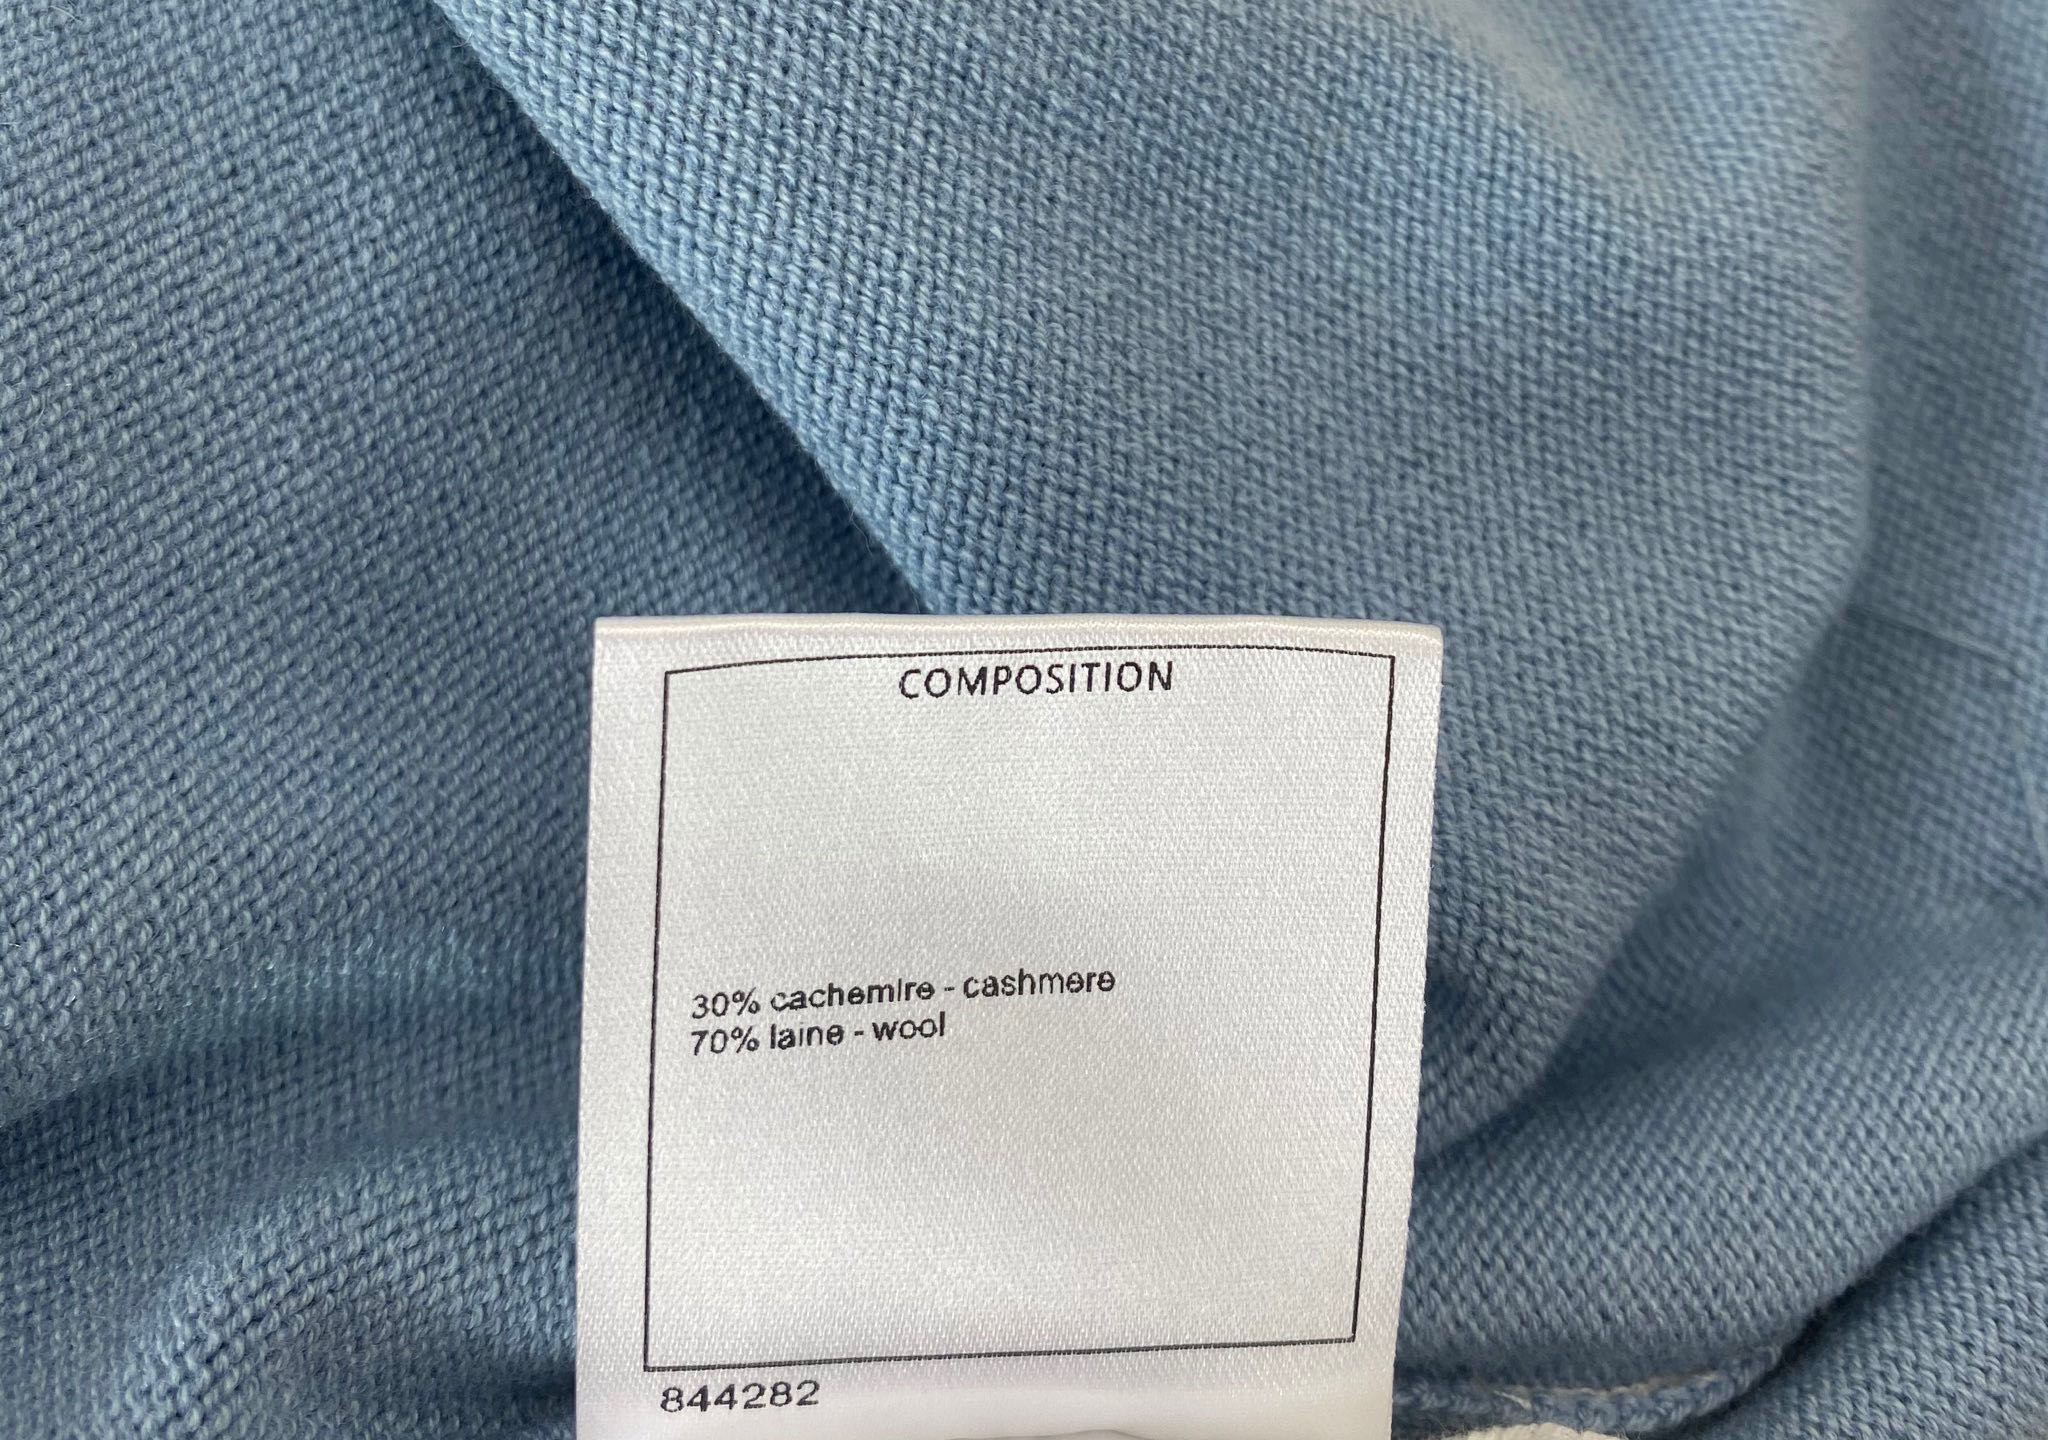 COMPOSITION
30% cachemire - cashmere
70% laine - wool
844282